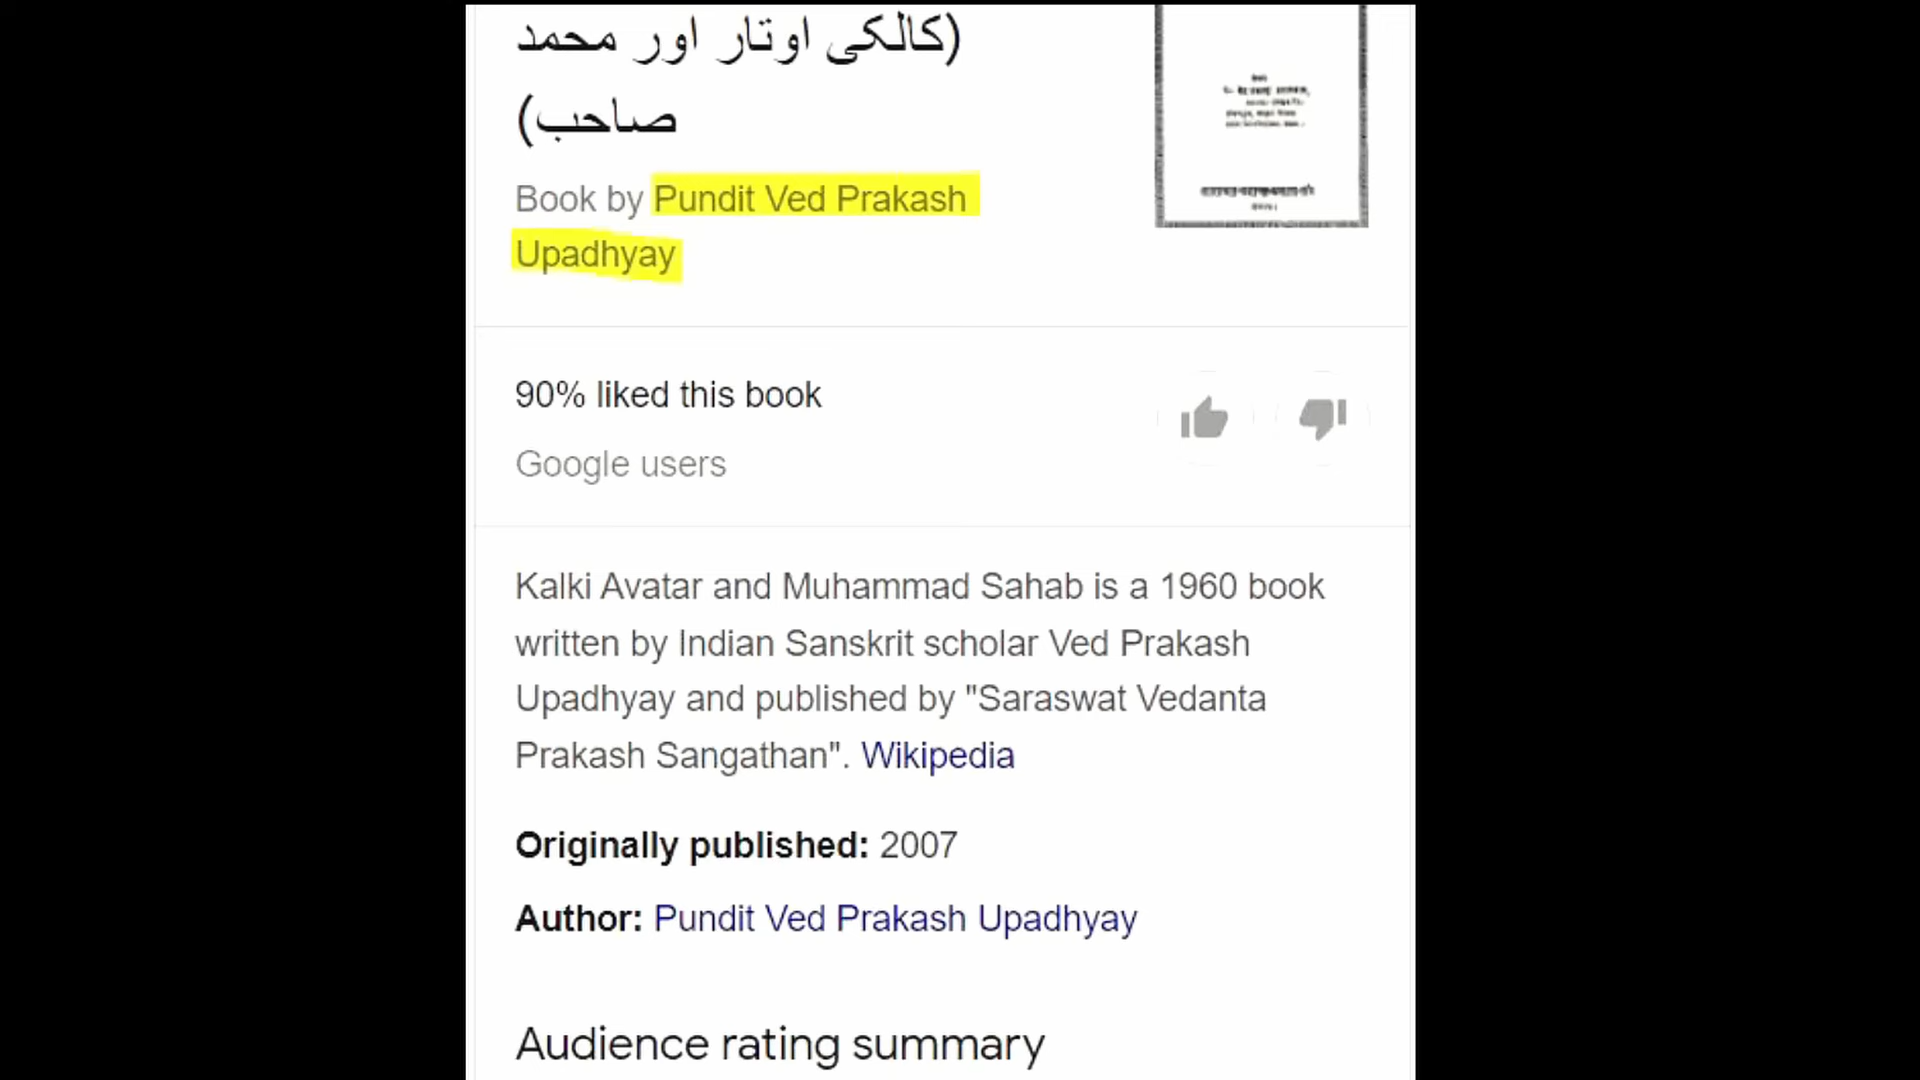 (کالکی اوتار اور محمد
صاحب)
Book by Pundit Ved Prakash
Upadhyay
90% liked this book
Google users
Kalki Avatar and Muhammad Sahab is a 1960 book
written by Indian Sanskrit scholar Ved Prakash
Upadhyay and published by "Saraswat Vedanta
Prakash Sangathan". Wikipedia
Originally published: 2007
Author: Pundit Ved Prakash Upadhyay
Audience rating summary